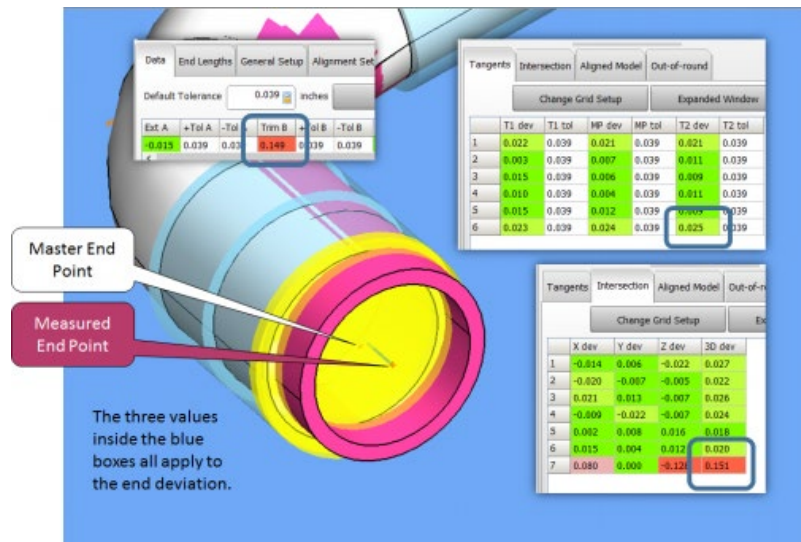 Data End Lengths General Setup Alignment Set
Default Tolerance 0.039 inches
Ext A +Tol A -Tol Trim B +Tol B -Tol B
-0.015 0.039 0.03 0.149 0.039 0.039
Tangents Intersection Aligned Model Out-of-round
Change Grid Setup Expanded Window
T1 dev T1 tol MP dev MP tol T2 dev T2 tol
1 0.022 0.039 0.021 0.039 0.021 0.039
2 0.003 0.039 0.007 0.039 0.011 0.039
3 0.015 0.039 0.006 0.039 0.009 0.039
4 0.010 0.039 0.004 0.039 0.011 0.039
5 0.015 0.039 0.012 0.039 0.009 0.039
6 0.023 0.039 0.024 0.039 0.025 0.039
Master End
Point
Measured
End Point
Tangents Intersection Aligned Model Out-of-r
Change Grid Setup Ex
X dev Y dev Z dev 3D dev
1 -0.014 0.006 -0.022 0.027
2 -0.020 -0.007 -0.005 0.022
3 0.021 0.013 -0.007 0.026
4 -0.009 -0.022 -0.007 0.024
5 0.002 0.008 0.016 0.018
6 0.015 0.004 0.012 0.020
7 0.080 0.000 -0.128 0.151
The three values
inside the blue
boxes all apply to
the end deviation.